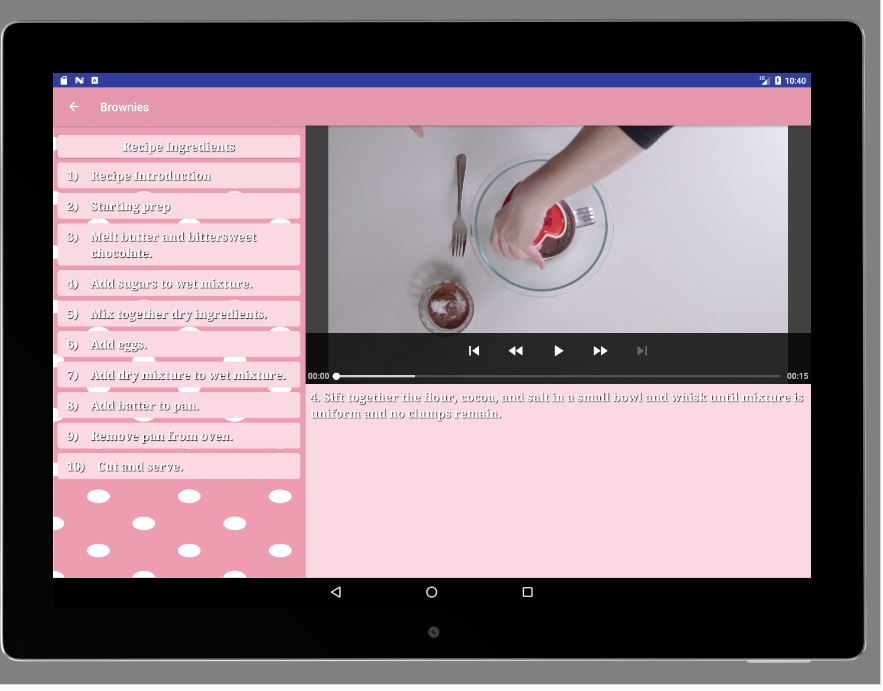 10:40
Brownies
Recipe Ingredients
1) Recipe Introduction
2) Starting prep
3) Melt butter and bittersweet
chocolate.
4) Add sugars to wet mixture.
5) Mix together dry ingredients.
6) Add eggs.
7) Add dry mixture to wet mixture.
8) Add batter to pan.
9) Remove pan from oven.
10) Cut and serve.
00:00
00:15
4. Sift together the flour, cocoa, and salt in a small bowl and whisk until mixture is
uniform and no clumps remain.